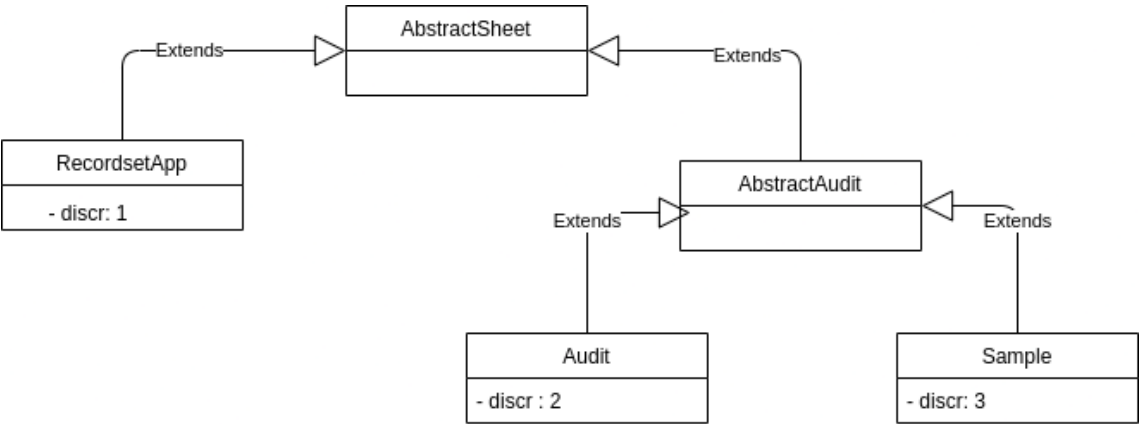 AbstractSheet
Extends
Extends
RecordsetApp
- discr: 1
AbstractAudit
Extends
Extends
Audit
- discr : 2
Sample
- discr: 3